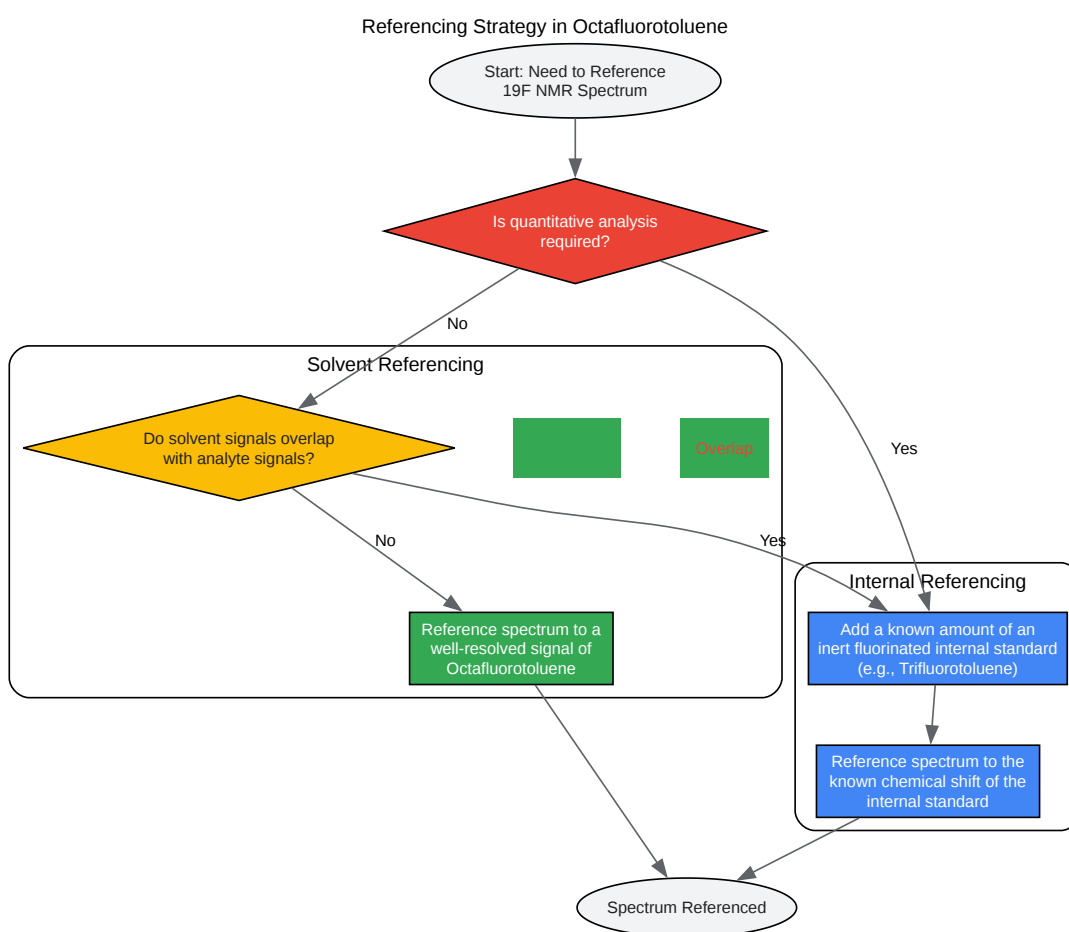 Referencing Strategy in Octafluorotoluene
Start: Need to Reference
19F NMR Spectrum
Is quantitative analysis
required?
No
Yes
Solvent Referencing
Do solvent signals overlap
with analyte signals?
Overlap
No
Yes
Reference spectrum to a
well-resolved signal of
Octafluorotoluene
Internal Referencing
Add a known amount of an
inert fluorinated internal standard
(e.g., Trifluorotoluene)
Reference spectrum to the
known chemical shift of the
internal standard
Spectrum Referenced